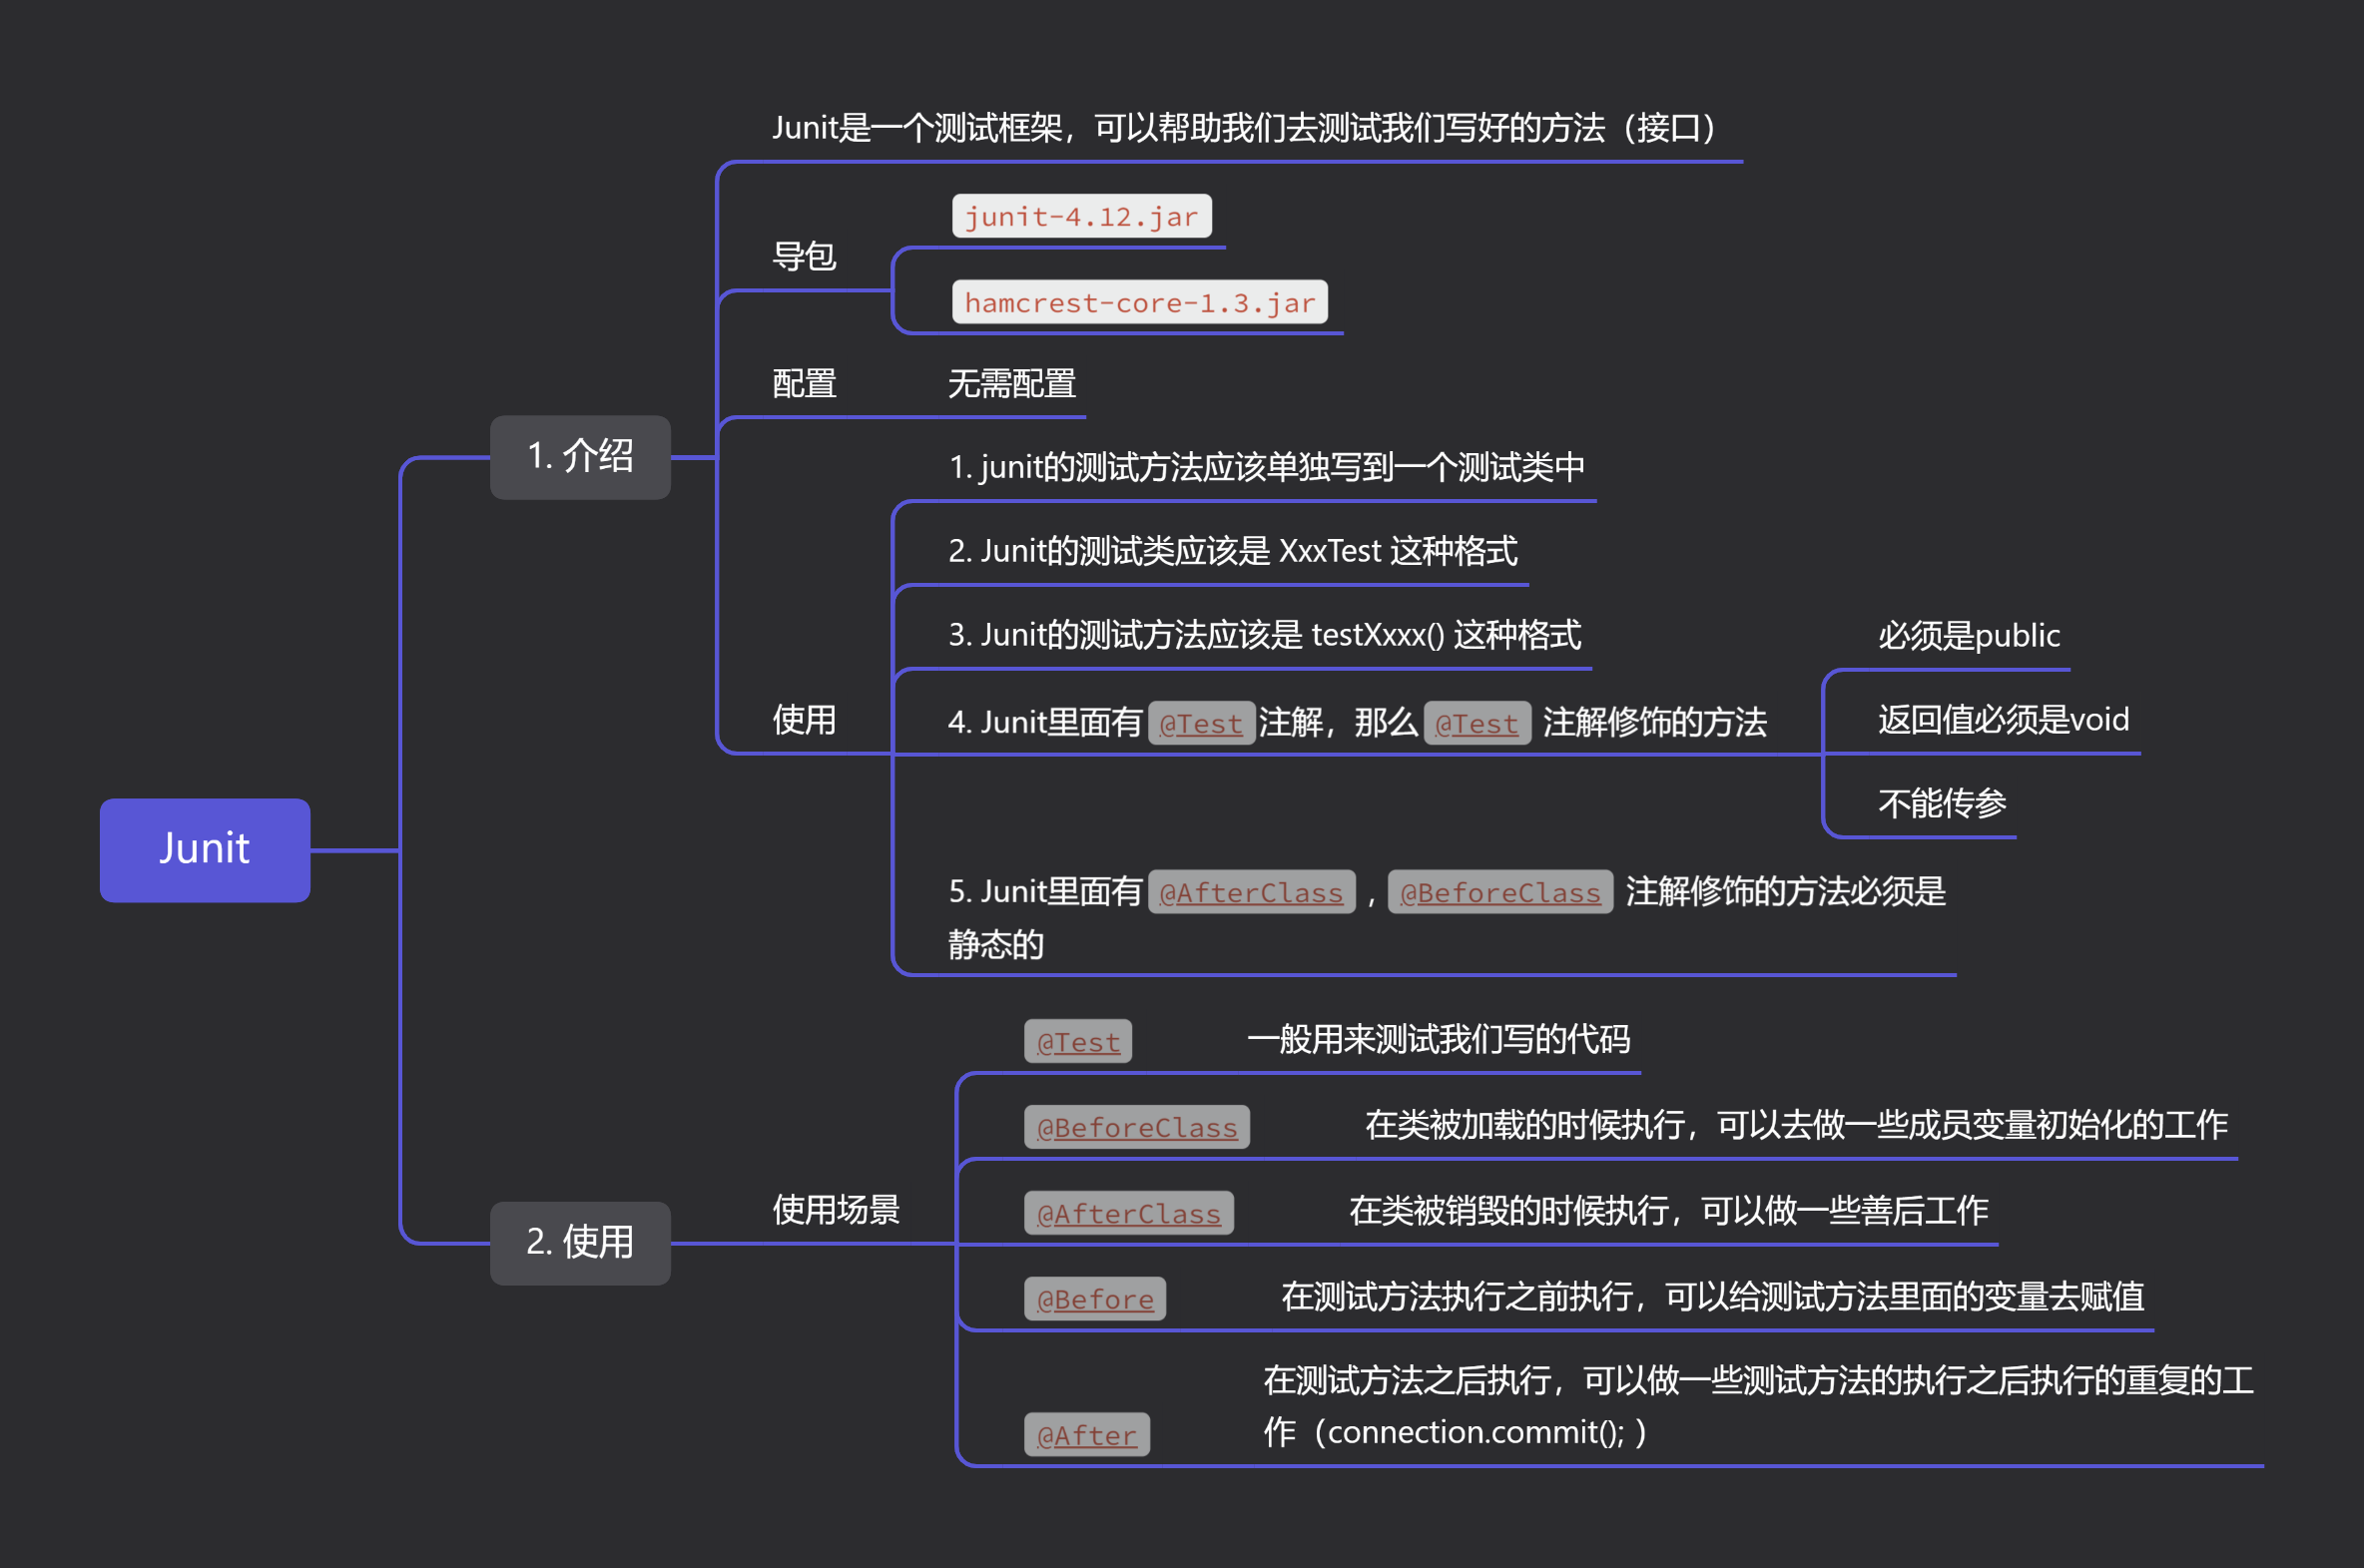 Junit是一个测试框架，可以帮助我们去测试我们写好的方法（接口）
junit-4.12.jar
导包
hamcrest-core-1.3.jar
配置 无需配置
1. 介绍
1. junit的测试方法应该单独写到一个测试类中
2. Junit的测试类应该是 XxxTest 这种格式
3. Junit的测试方法应该是 testXxxx() 这种格式
必须是public
使用
4. Junit里面有 @Test 注解，那么 @Test 注解修饰的方法
返回值必须是void
不能传参
Junit
5. Junit里面有 @AfterClass , @BeforeClass 注解修饰的方法必须是
静态的
@Test 一般用来测试我们写的代码
@BeforeClass 在类被加载的时候执行，可以去做一些成员变量初始化的工作
2. 使用
使用场景
@AfterClass 在类被销毁的时候执行，可以做一些善后工作
@Before 在测试方法执行之前执行，可以给测试方法里面的变量去赋值
@After
在测试方法之后执行，可以做一些测试方法的执行之后执行的重复的工
作（connection.commit(); ）